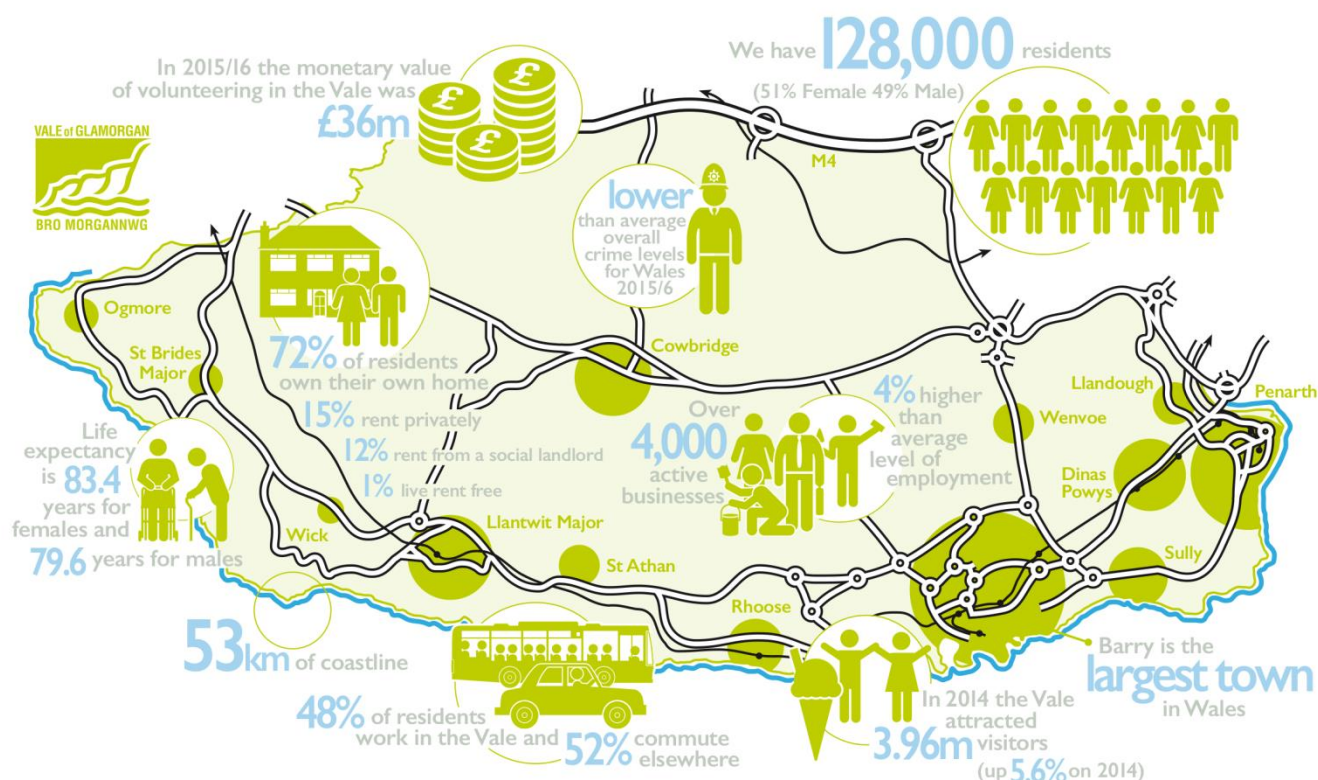 In 2015/16 the monetary value
of volunteering in the Vale was
£36m
£
£
£
We have 128,000 residents
(51% Female 49% Male)
VALE of GLAMORGAN
BRO MORGANNWG
M4
lower
than average
overall
crime levels
for Wales
2015/6
Ogmore
St Brides
Major
Cowbridge
72% of residents
own their own home
15% rent privately
12% rent from a social landlord
1% live rent free
Over
4,000
active
businesses
4% higher
than
average
level of
employment
Llandough
Penarth
Wenvoe
Dinas
Powys
Sully
Life
expectancy
is 83.4
years for
females and
79.6 years for males
Wick
Llantwit Major
St Athan
Rhoose
53km of coastline
48% of residents
work in the Vale and 52% commute
elsewhere
In 2014 the Vale
attracted
3.96m visitors
(up 5.6% on 2014)
Barry is the
largest town
in Wales